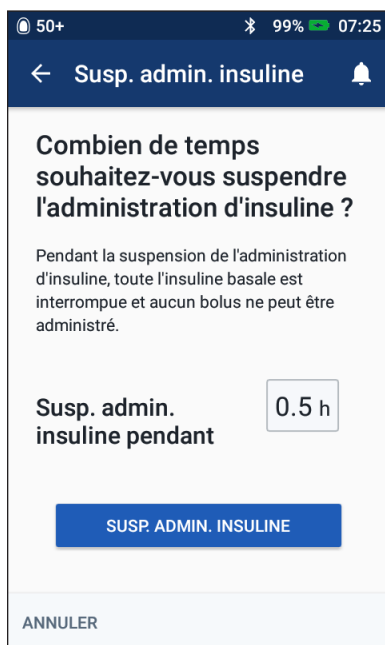 50+ 99% 07:25
Susp. admin. insuline
Combien de temps
souhaitez-vous suspendre
l'administration d'insuline ?
Pendant la suspension de l'administration
d'insuline, toute l'insuline basale est
interrompue et aucun bolus ne peut être
administré.
Susp. admin.
insuline pendant
0.5 h
SUSP. ADMIN. INSULINE
ANNULER